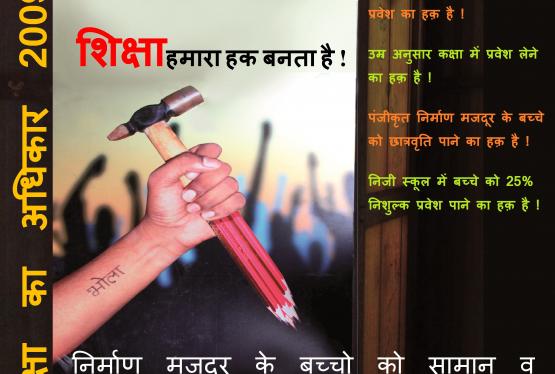 क्षा का अधिकार 2009
शिक्षा हमारा हक बनता है !
प्रवेश का हक़ है !
उम्र अनुसार कक्षा में प्रवेश लेने
का हक़ है !
पंजीकृत निर्माण मजदूर के बच्चे
को छात्रवृति पाने का हक़ है !
निजी स्कूल में बच्चे को 25%
निशुल्क प्रवेश पाने का हक़ है !
भोला
निर्माण मजदूर के बच्चो को सामान व